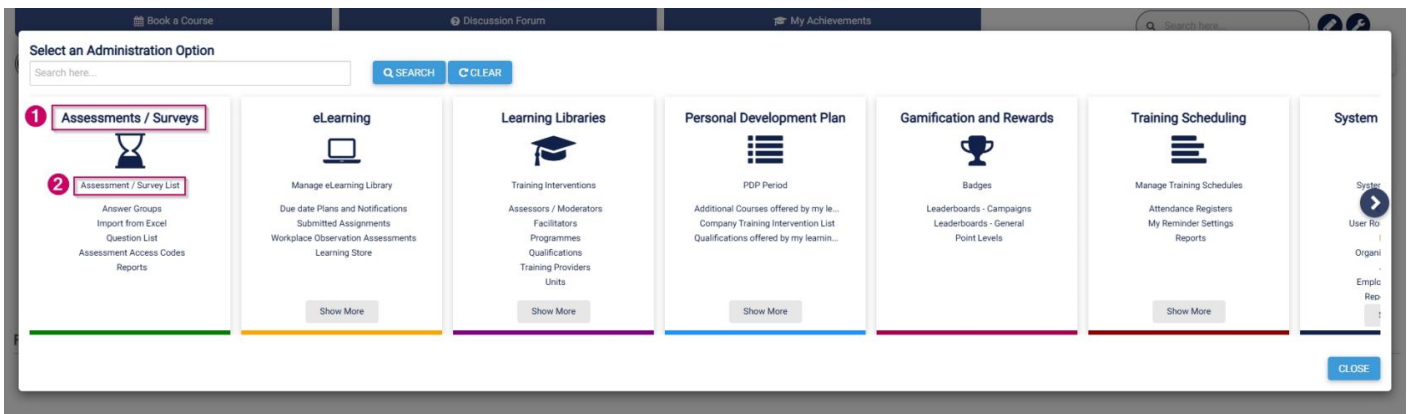 Book a Course
Discussion Forum
My Achievements
Search here...
Select an Administration Option
Search here...
SEARCH
CLEAR
1
Assessments / Surveys
2
Assessment / Survey List
Answer Groups
Import from Excel
Question List
Assessment Access Codes
Reports
eLearning
Manage eLearning Library
Due date Plans and Notifications
Submitted Assignments
Workplace Observation Assessments
Learning Store
Show More
Learning Libraries
Training Interventions
Assessors / Moderators
Facilitators
Programmes
Qualifications
Training Providers
Units
Show More
Personal Development Plan
PDP Period
Additional Courses offered by my le...
Company Training Intervention List
Qualifications offered by my learnin...
Show More
Gamification and Rewards
Badges
Leaderboards - Campaigns
Leaderboards - General
Point Levels
Training Scheduling
Manage Training Schedules
Attendance Registers
My Reminder Settings
Reports
Show More
System
User Ro
Organi
Emplo
Rep
CLOSE